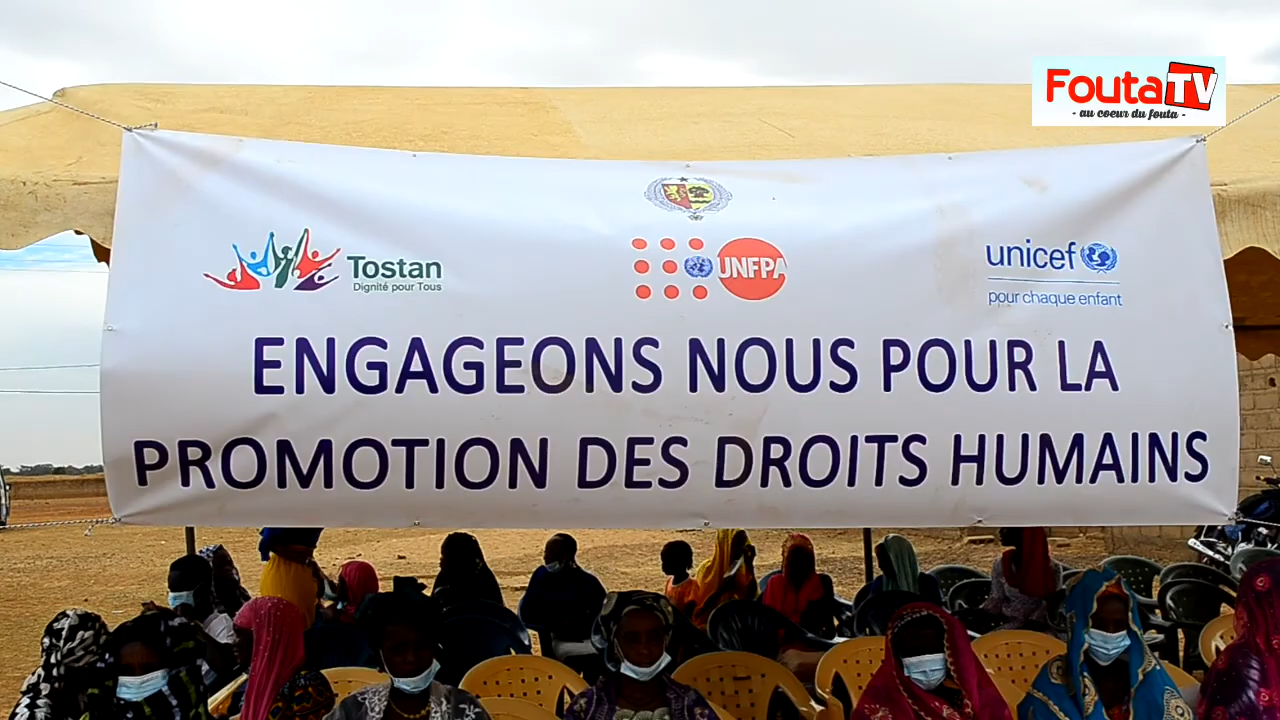 FoutaTV
- au coeur du fouta -
Tostan
Dignité pour Tous
UNFPA
unicef
pour chaque enfant
ENGAGEONS NOUS POUR LA
PROMOTION DES DROITS HUMAINS